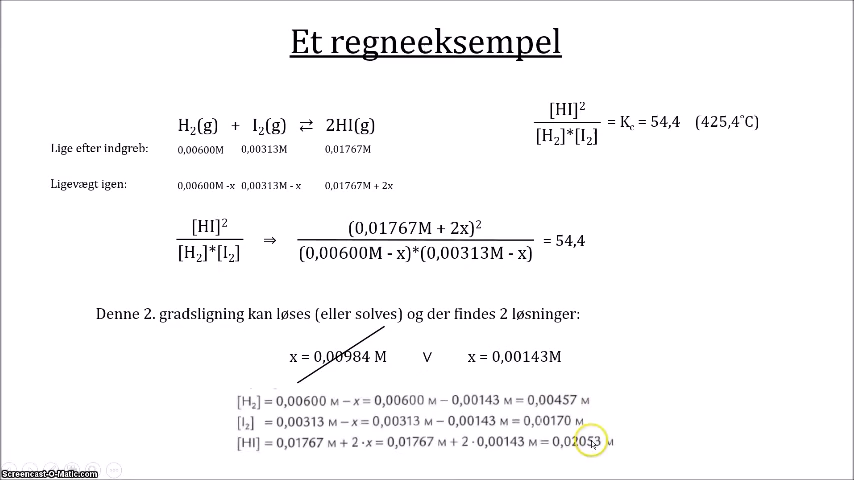 Et regneeksempel
H₂(g) + I₂(g) ⇄ 2HI(g)
[HI]²
[H₂]*[I₂]
= K꜀ = 54,4 (425,4°C)
Lige efter indgreb: 0,00600M 0,00313M 0,01767M
Ligevægt igen: 0,00600M -x 0,00313M - x 0,01767M + 2x
[HI]²
[H₂]*[I₂]
⇒
(0,01767M + 2x)²
(0,00600M - x)*(0,00313M - x)
= 54,4
Denne 2. gradsligning kan løses (eller solves) og der findes 2 løsninger:
x = 0,00984 M V x = 0,00143M
[H₂] = 0,00600 M − x = 0,00600 M − 0,00143 M = 0,00457 M
[I₂] = 0,00313 M − x = 0,00313 M − 0,00143 M = 0,00170 M
[HI] = 0,01767 M + 2 · x = 0,01767 M + 2 · 0,00143 M = 0,02053 M
Screencast-O-Matic.com